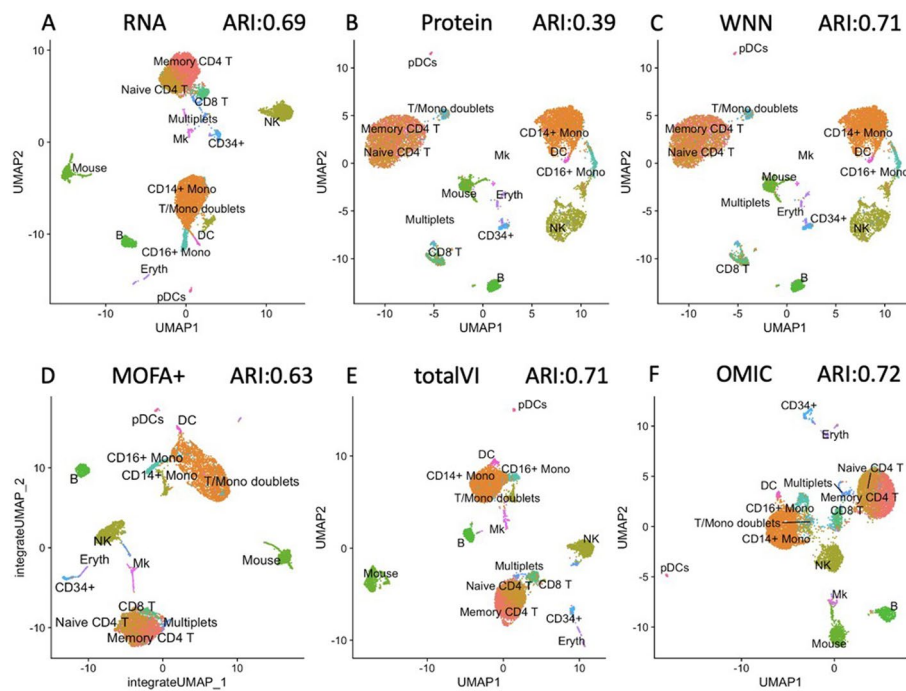 A RNA ARI:0.69
10
0
-10
UMAP2
-10 0 10
UMAP1
Memory CD4 T
Naive CD4 T
CD8 T
Multiplets
Mk
CD34+
NK
Mouse
CD14+ Mono
T/Mono doublets
B
DC
CD16+ Mono
Eryth
pDCs
B Protein ARI:0.39
10
5
0
-5
-10
UMAP2
-10 -5 0 5 10
UMAP1
pDCs
T/Mono doublets
Memory CD4 T
Naive CD4 T
CD14+ Mono
DC
Mk
CD16+ Mono
Mouse
Eryth
Multiplets
CD34+
NK
CD8 T
B
C WNN ARI:0.71
10
5
0
-5
-10
UMAP2
-10 -5 0 5 10
UMAP1
pDCs
T/Mono doublets
Memory CD4 T
Naive CD4 T
CD14+ Mono
DC
Mk
CD16+ Mono
Mouse
Multiplets
Eryth
CD34+
NK
CD8 T
B
D MOFA+ ARI:0.63
10
0
-10
integrateUMAP_2
-10 0 10
integrateUMAP_1
pDCs
DC
CD16+ Mono
CD14+ Mono
B
T/Mono doublets
NK
Eryth
Mk
CD34+
Mouse
CD8 T
Naive CD4 T
Multiplets
Memory CD4 T
E totalVI ARI:0.71
10
0
-10
UMAP2
-10 0 10
UMAP1
pDCs
DC
CD14+ Mono
CD16+ Mono
T/Mono doublets
Mk
B
NK
Mouse
Multiplets
Naive CD4 T
CD8 T
Memory CD4 T
CD34+
Eryth
F OMIC ARI:0.72
10
5
0
-5
-10
UMAP2
-20 -10 0
UMAP1
CD34+
Eryth
Naive CD4 T
DC
Multiplets
Memory CD4 T
CD16+ Mono
CD8 T
T/Mono doublets
CD14+ Mono
NK
pDCs
Mk
B
Mouse